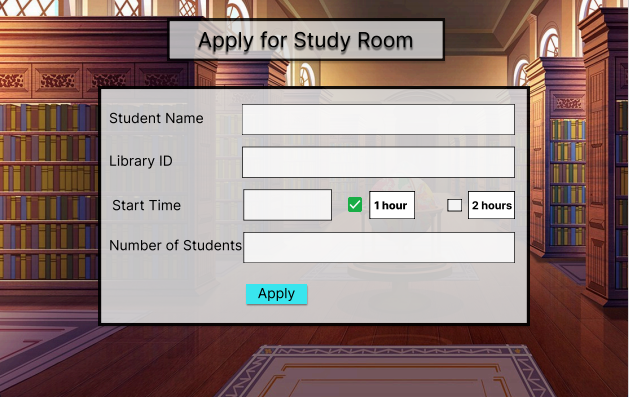 Apply for Study Room
Student Name
Library ID
Start Time 1 hour 2 hours
Number of Students
Apply